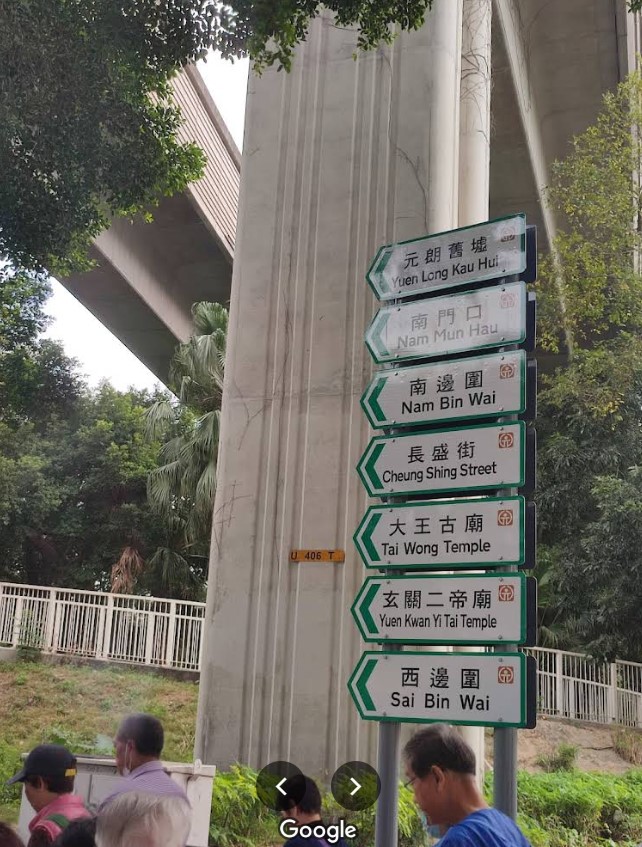 元朗舊墟
Yuen Long Kau Hui
南門口
Nam Mun Hau
南邊圍
Nam Bin Wai
長盛街
Cheung Shing Street
大王古廟
Tai Wong Temple
玄關二帝廟
Yuen Kwan Yi Tai Temple
西邊圍
Sai Bin Wai
U 406 T
Google